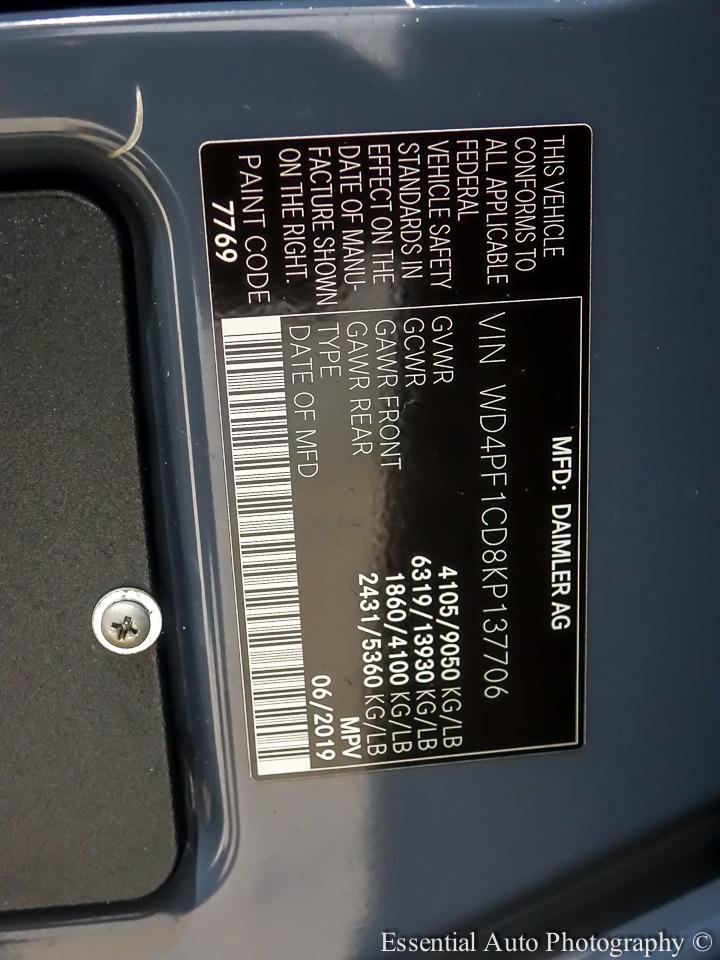 THIS VEHICLE
CONFORMS TO
ALL APPLICABLE
FEDERAL
VEHICLE SAFETY
STANDARDS IN
EFFECT ON THE
DATE OF MANU-
FACTURE SHOWN
ON THE RIGHT.
PAINT CODE
7769
MFD: DAIMLER AG
VIN WD4PF1CD8KP137706
GVWR 4105/9050 KG/LB
GCWR 6319/13930 KG/LB
GAWR FRONT 1860/4100 KG/LB
GAWR REAR 2431/5360 KG/LB
TYPE MPV
DATE OF MFD 06/2019
Essential Auto Photography ©